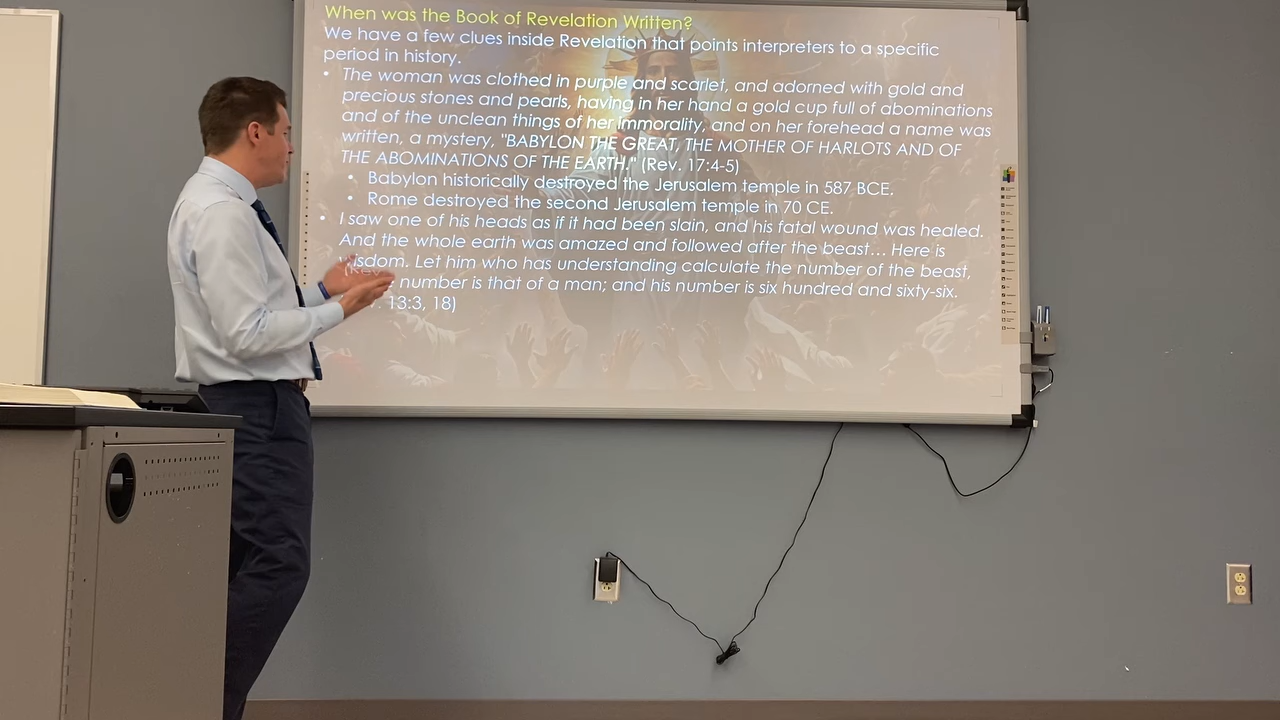 When was the Book of Revelation Written?
We have a few clues inside Revelation that points interpreters to a specific
period in history.
• The woman was clothed in purple and scarlet, and adorned with gold and
precious stones and pearls, having in her hand a gold cup full of abominations
and of the unclean things of her immorality, and on her forehead a name was
written, a mystery, "BABYLON THE GREAT, THE MOTHER OF HARLOTS AND OF
THE ABOMINATIONS OF THE EARTH." (Rev. 17:4-5)
• Babylon historically destroyed the Jerusalem temple in 587 BCE.
• Rome destroyed the second Jerusalem temple in 70 CE.
• I saw one of his heads as if it had been slain, and his fatal wound was healed.
And the whole earth was amazed and followed after the beast… Here is
wisdom. Let him who has understanding calculate the number of the beast,
number is that of a man; and his number is six hundred and sixty-six.
(Rev. 13:3, 18)